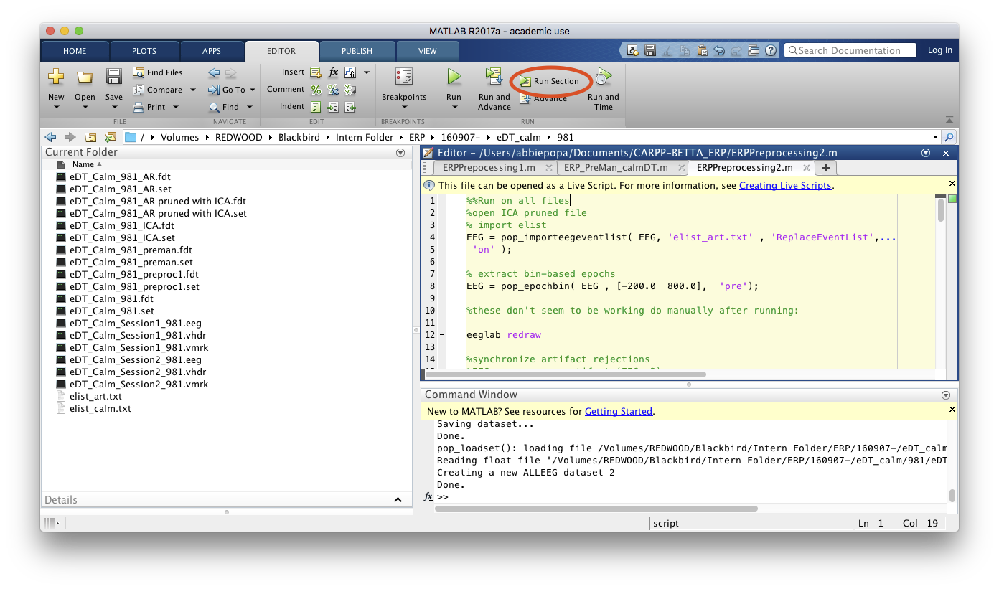 MATLAB R2017a - academic use
HOME PLOTS APPS EDITOR PUBLISH VIEW Search Documentation Log In
New Open Save Find Files Compare Print
Go To Find
Insert fx
Comment
Indent
Breakpoints
Run Run and Advance Run Section Advance Run and Time
FILE NAVIGATE EDIT BREAKPOINTS RUN
/ Volumes REDWOOD Blackbird Intern Folder ERP 160907- eDT_calm 981
Current Folder
Name
eDT_Calm_981_AR.fdt
eDT_Calm_981_AR.set
eDT_Calm_981_AR pruned with ICA.fdt
eDT_Calm_981_AR pruned with ICA.set
eDT_Calm_981_ICA.fdt
eDT_Calm_981_ICA.set
eDT_Calm_981_preman.fdt
eDT_Calm_981_preman.set
eDT_Calm_981_preproc1.fdt
eDT_Calm_981_preproc1.set
eDT_Calm_981.fdt
eDT_Calm_981.set
eDT_Calm_Session1_981.eeg
eDT_Calm_Session1_981.vhdr
eDT_Calm_Session1_981.vmrk
eDT_Calm_Session2_981.eeg
eDT_Calm_Session2_981.vhdr
eDT_Calm_Session2_981.vmrk
elist_art.txt
elist_calm.txt
Details
Editor - /Users/abbiepopa/Documents/CARPP-BETTA_ERP/ERPPreprocessing2.m
ERPPrepocessing1.m ERP_PreMan_calmDT.m ERPPreprocessing2.m
This file can be opened as a Live Script. For more information, see Creating Live Scripts.
1 %%Run on all files
2 %open ICA pruned file
3 % import elist
4 - EEG = pop_importeegeventlist( EEG, 'elist_art.txt' , 'ReplaceEventList',...
5 'on' );
6
7 % extract bin-based epochs
8 - EEG = pop_epochbin( EEG , [-200.0 800.0], 'pre');
9
10 %these don't seem to be working do manually after running:
11
12 - eeglab redraw
13
14 %synchronize artifact rejections
Command Window
New to MATLAB? See resources for Getting Started.
Saving dataset...
Done.
pop_loadset(): loading file /Volumes/REDWOOD/Blackbird/Intern Folder/ERP/160907-/eDT_calm
Reading float file '/Volumes/REDWOOD/Blackbird/Intern Folder/ERP/160907-/eDT_calm/981/eDT
Creating a new ALLEEG dataset 2
Done.
fx >>
script Ln 1 Col 19